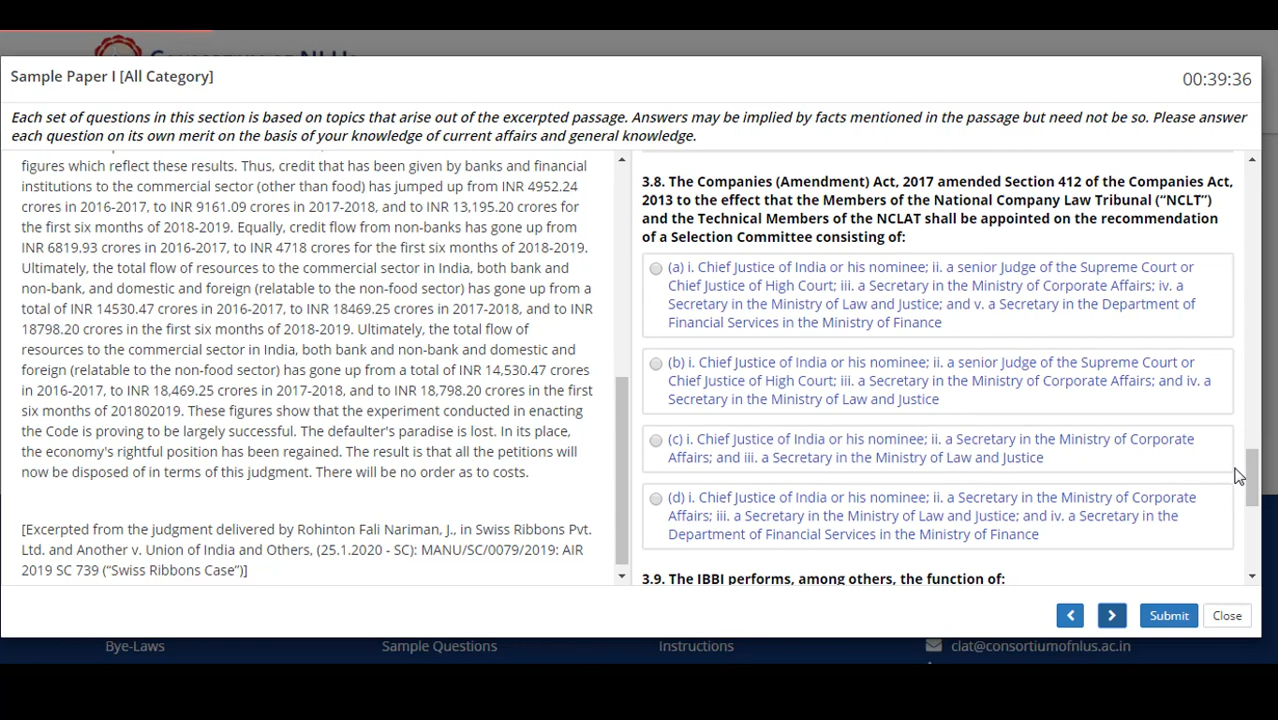 Sample Paper I [All Category]
00:39:36
Each set of questions in this section is based on topics that arise out of the excerpted passage. Answers may be implied by facts mentioned in the passage but need not be so. Please answer
each question on its own merit on the basis of your knowledge of current affairs and general knowledge.
figures which reflect these results. Thus, credit that has been given by banks and financial
institutions to the commercial sector (other than food) has jumped up from INR 4952.24
crores in 2016-2017, to INR 9161.09 crores in 2017-2018, and to INR 13,195.20 crores for
the first six months of 2018-2019. Equally, credit flow from non-banks has gone up from
INR 6819.93 crores in 2016-2017, to INR 4718 crores for the first six months of 2018-2019.
Ultimately, the total flow of resources to the commercial sector in India, both bank and
non-bank, and domestic and foreign (relatable to the non-food sector) has gone up from a
total of INR 14530.47 crores in 2016-2017, to INR 18469.25 crores in 2017-2018, and to INR
18798.20 crores in the first six months of 2018-2019. Ultimately, the total flow of
resources to the commercial sector in India, both bank and non-bank and domestic and
foreign (relatable to the non-food sector) has gone up from a total of INR 14,530.47 crores
in 2016-2017, to INR 18,469.25 crores in 2017-2018, and to INR 18,798.20 crores in the first
six months of 201802019. These figures show that the experiment conducted in enacting
the Code is proving to be largely successful. The defaulter's paradise is lost. In its place,
the economy's rightful position has been regained. The result is that all the petitions will
now be disposed of in terms of this judgment. There will be no order as to costs.
[Excerpted from the judgment delivered by Rohinton Fali Nariman, J., in Swiss Ribbons Pvt.
Ltd. and Another v. Union of India and Others, (25.1.2020 - SC): MANU/SC/0079/2019: AIR
2019 SC 739 (“Swiss Ribbons Case”)]
3.8. The Companies (Amendment) Act, 2017 amended Section 412 of the Companies Act,
2013 to the effect that the Members of the National Company Law Tribunal (“NCLT”)
and the Technical Members of the NCLAT shall be appointed on the recommendation
of a Selection Committee consisting of:
(a) i. Chief Justice of India or his nominee; ii. a senior Judge of the Supreme Court or
Chief Justice of High Court; iii. a Secretary in the Ministry of Corporate Affairs; iv. a
Secretary in the Ministry of Law and Justice; and v. a Secretary in the Department of
Financial Services in the Ministry of Finance
(b) i. Chief Justice of India or his nominee; ii. a senior Judge of the Supreme Court or
Chief Justice of High Court; iii. a Secretary in the Ministry of Corporate Affairs; and iv. a
Secretary in the Ministry of Law and Justice
(c) i. Chief Justice of India or his nominee; ii. a Secretary in the Ministry of Corporate
Affairs; and iii. a Secretary in the Ministry of Law and Justice
(d) i. Chief Justice of India or his nominee; ii. a Secretary in the Ministry of Corporate
Affairs; iii. a Secretary in the Ministry of Law and Justice; and iv. a Secretary in the
Department of Financial Services in the Ministry of Finance
3.9. The IBBI performs, among others, the function of:
Submit
Close
Bye-Laws
Sample Questions
Instructions
clat@consortiumofnlus.ac.in